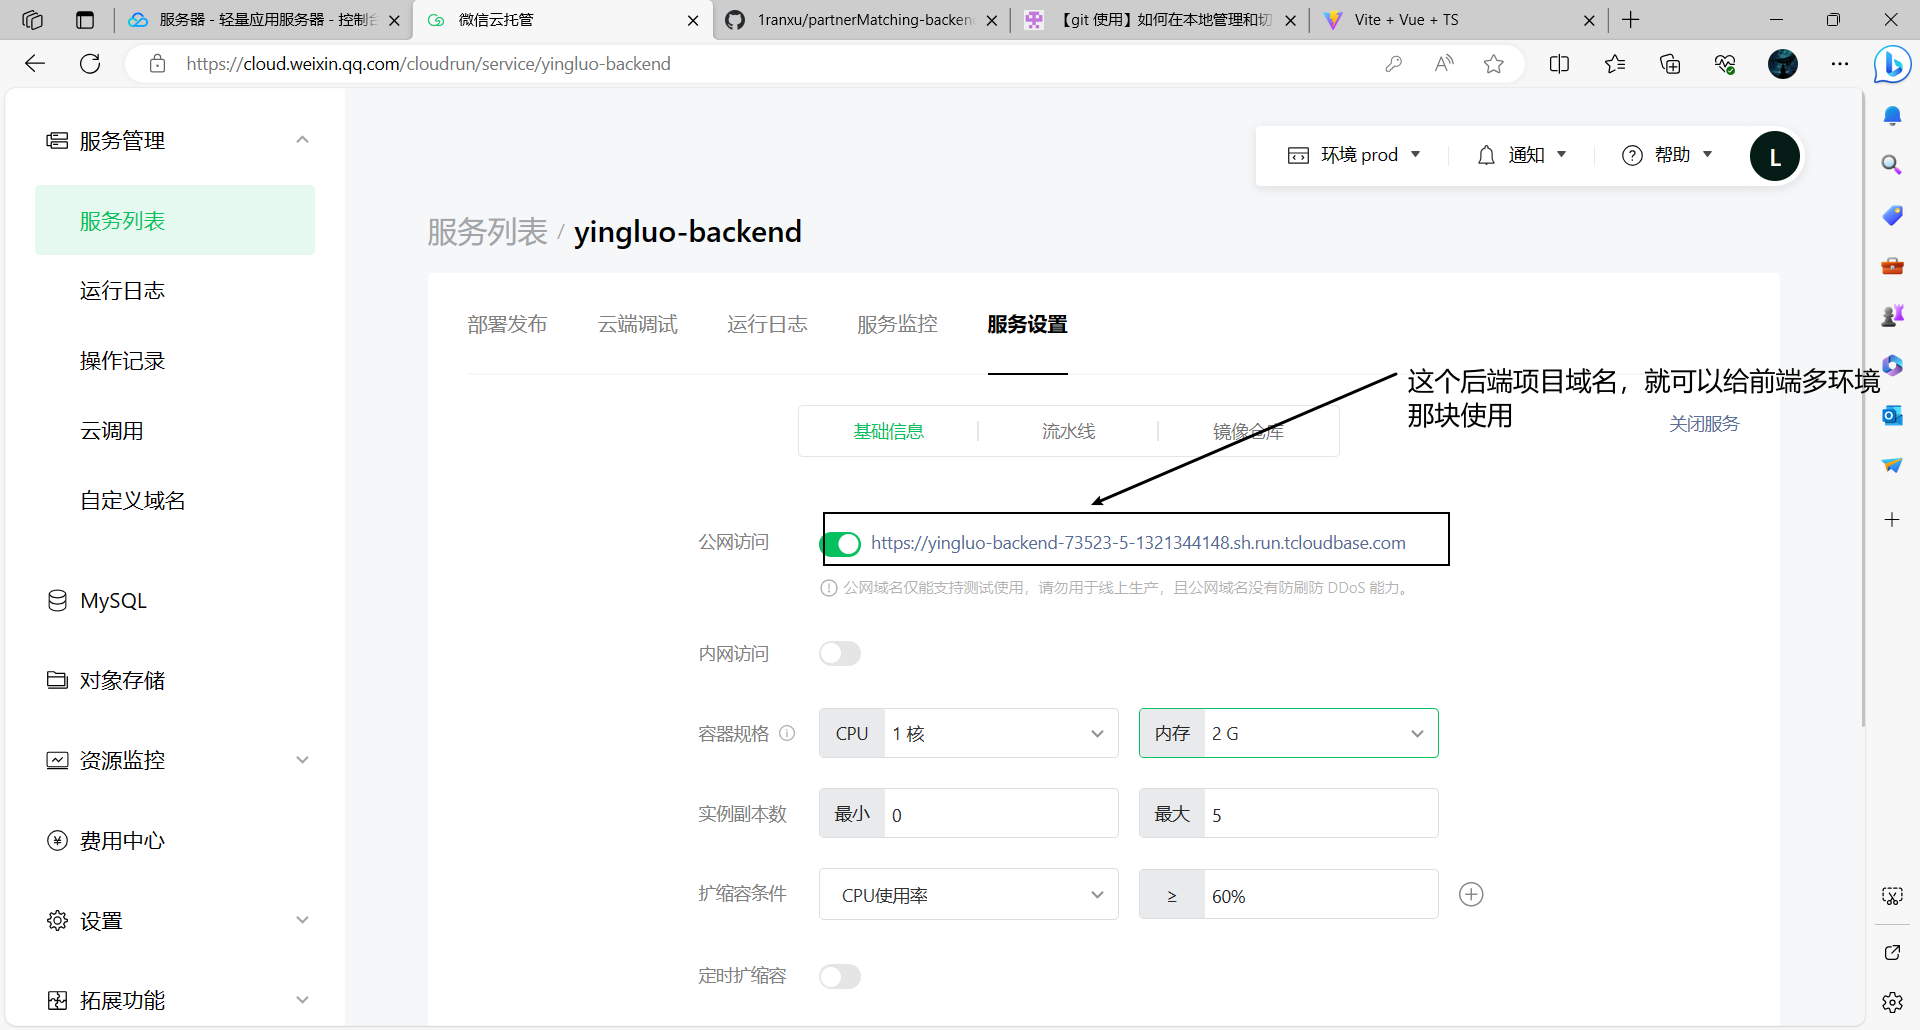 服务器 - 轻量应用服务器 - 控制台
微信云托管
1ranxu/partnerMatching-backen
【git 使用】如何在本地管理和切
Vite + Vue + TS
https://cloud.weixin.qq.com/cloudrun/service/yingluo-backend
服务管理
服务列表
运行日志
操作记录
云调用
自定义域名
MySQL
对象存储
资源监控
费用中心
设置
拓展功能
环境 prod
通知
帮助
L
服务列表 / yingluo-backend
部署发布
云端调试
运行日志
服务监控
服务设置
这个后端项目域名，就可以给前端多环境
那块使用
关闭服务
基础信息
流水线
镜像仓库
公网访问
https://yingluo-backend-73523-5-1321344148.sh.run.tcloudbase.com
公网域名仅能支持测试使用，请勿用于线上生产，且公网域名没有防刷防 DDoS 能力。
内网访问
容器规格
CPU 1 核
内存 2 G
实例副本数
最小 0
最大 5
扩缩容条件
CPU使用率
≥ 60%
定时扩缩容